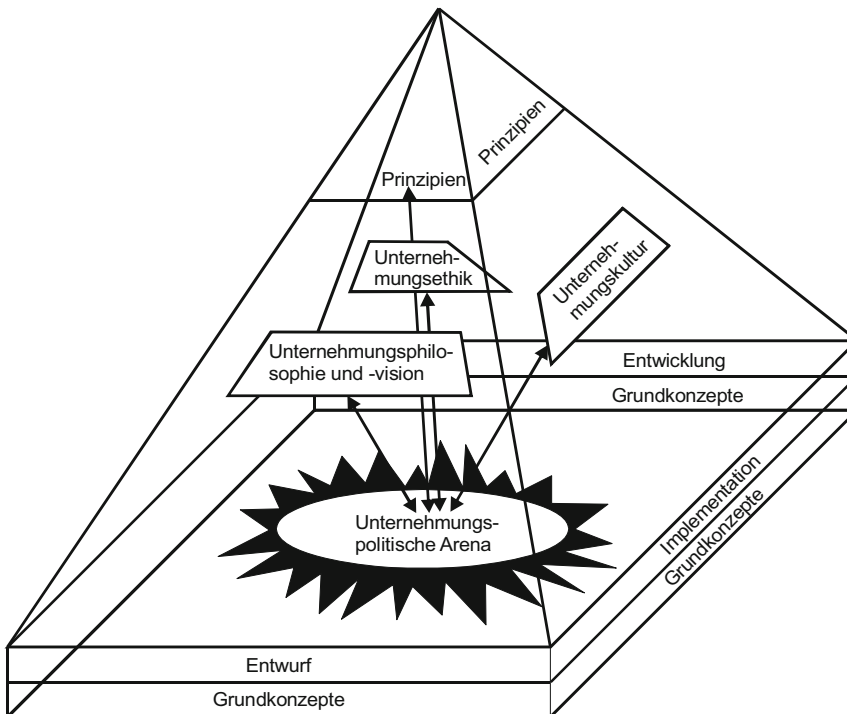 Prinzipien
Prinzipien
Unterneh-
mungsethik
Unterneh-
mungskultur
Unternehmungsphilo-
sophie und -vision
Entwicklung
Grundkonzepte
Unternehmungs-
politische Arena
Implementation
Grundkonzepte
Entwurf
Grundkonzepte